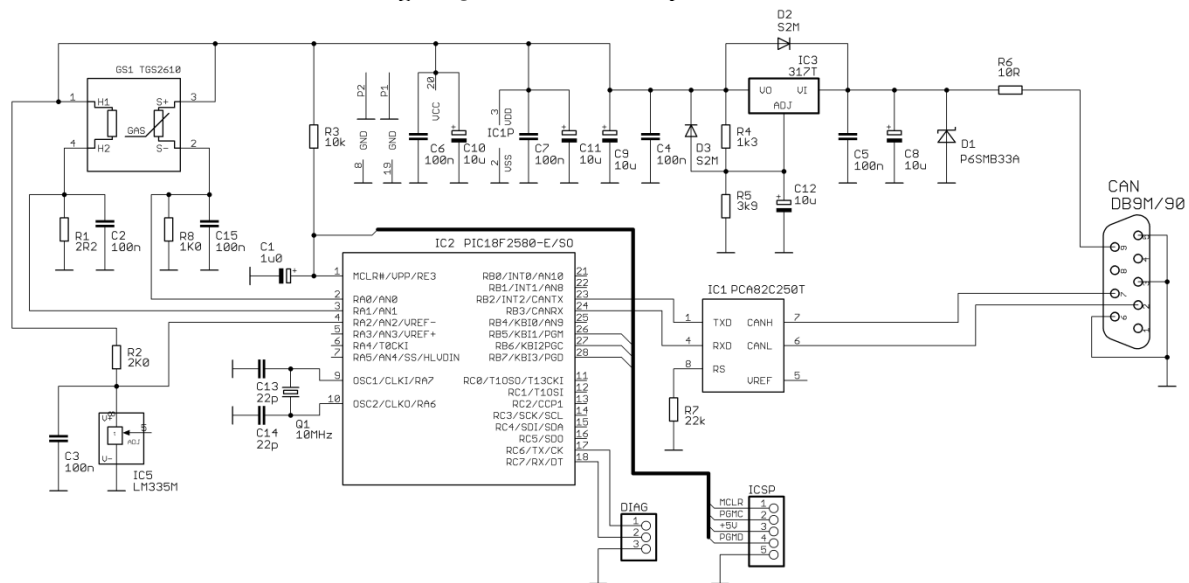 D2
S2M
GS1 TGS2610
1
H1
S+
3
GAS
4
H2
S-
2
R3
10k
P2
P1
8
GND
19
GND
20
VCC
C6
100n
C10
10u
3
VDD
IC1P
2
VSS
C7
100n
C11
10u
C9
10u
C4
100n
D3
S2M
IC3
317T
VO
VI
ADJ
R4
1k3
R5
3k9
C12
10u
C5
100n
C8
10u
D1
P6SMB33A
R6
10R
CAN
DB9M/90
5
9
4
8
3
7
2
6
1
R1
2R2
C2
100n
R8
1K0
C15
100n
C1
1u0
IC2 PIC18F2580-E/SO
1 MCLR#/VPP/RE3
2 RA0/AN0
3 RA1/AN1
4 RA2/AN2/VREF-
5 RA3/AN3/VREF+
6 RA4/T0CKI
7 RA5/AN4/SS/HLVDIN
9 OSC1/CLKI/RA7
10 OSC2/CLKO/RA6
RB0/INT0/AN10 21
RB1/INT1/AN8 22
RB2/INT2/CANTX 23
RB3/CANRX 24
RB4/KBI0/AN9 25
RB5/KBI1/PGM 26
RB6/KBI2PGC 27
RB7/KBI3/PGD 28
RC0/T1OSO/T13CKI 11
RC1/T1OSI 12
RC2/CCP1 13
RC3/SCK/SCL 14
RC4/SDI/SDA 15
RC5/SDO 16
RC6/TX/CK 17
RC7/RX/DT 18
IC1 PCA82C250T
1 TXD
4 RXD
8 RS
CANH 7
CANL 6
VREF 5
R7
22k
R2
2K0
C3
100n
V+
8
1
5
ADJ
V-
IC5
LM335M
C13
22p
C14
22p
Q1
10MHz
DIAG
1
2
3
ICSP
MCLR 1
PGMC 2
+5V 3
PGMD 4
5